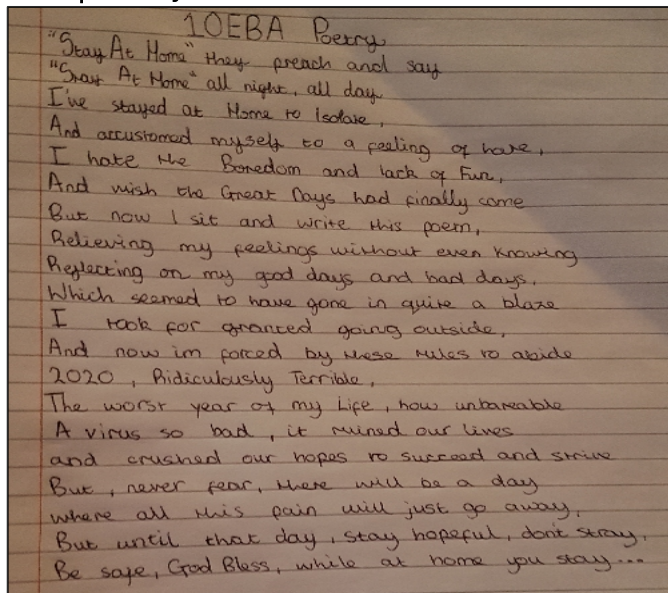 10EBA Poetry
"Stay At Home" they preach and say
"Stay At Home" all night, all day
I've stayed at Home to Isolate,
And accustomed myself to a feeling of hate,
I hate the Boredom and lack of Fun,
And wish the Great Days had finally come
But now I sit and write this poem,
Relieving my feelings without even knowing
Reflecting on my good days and bad days,
Which seemed to have gone in quite a blaze
I took for granted going outside,
And now im forced by these rules to abide
2020, Ridiculously Terrible,
The worst year of my Life, how unbareable
A virus so bad, it ruined our lives
and crushed our hopes to succeed and strive
But, never fear, there will be a day
where all this pain will just go away,
But until that day, stay hopeful, don't stray,
Be safe, God Bless, while at home you stay...